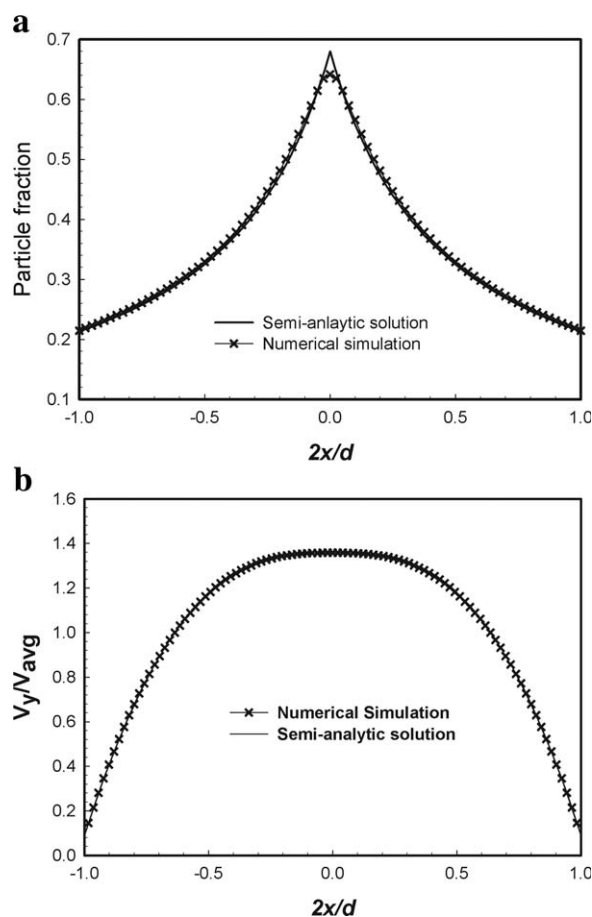 a
0.7
0.6
0.5
0.4
0.3
0.2
0.1
Particle fraction
Semi-anlaytic solution
Numerical simulation
-1.0 -0.5 0.0 0.5 1.0
2x/d
b
1.6
1.4
1.2
1.0
0.8
0.6
0.4
0.2
0.0
Vy/Vavg
Numerical Simulation
Semi-analytic solution
-1.0 -0.5 0.0 0.5 1.0
2x/d